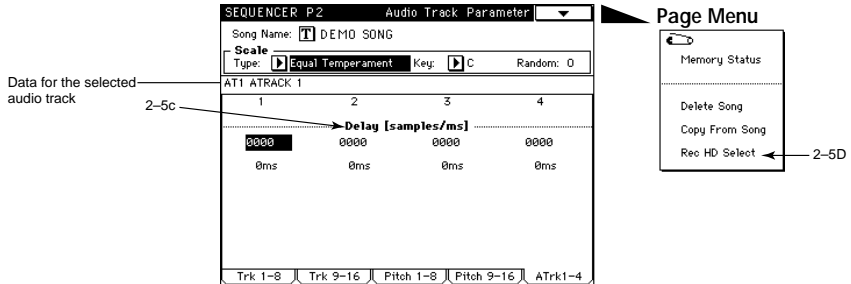 SEQUENCER P2 Audio Track Parameter
Song Name: T DEMO SONG
Scale
Type: Equal Temperament Key: C Random: 0
Data for the selected
audio track
AT1 ATRACK 1
2–5c
1 2 3 4
Delay [samples/ms]
0000 0000 0000 0000
0ms 0ms 0ms 0ms
Trk 1-8 Trk 9-16 Pitch 1-8 Pitch 9-16 ATrk1-4
Page Menu
Memory Status
Delete Song
Copy From Song
Rec HD Select
2–5D